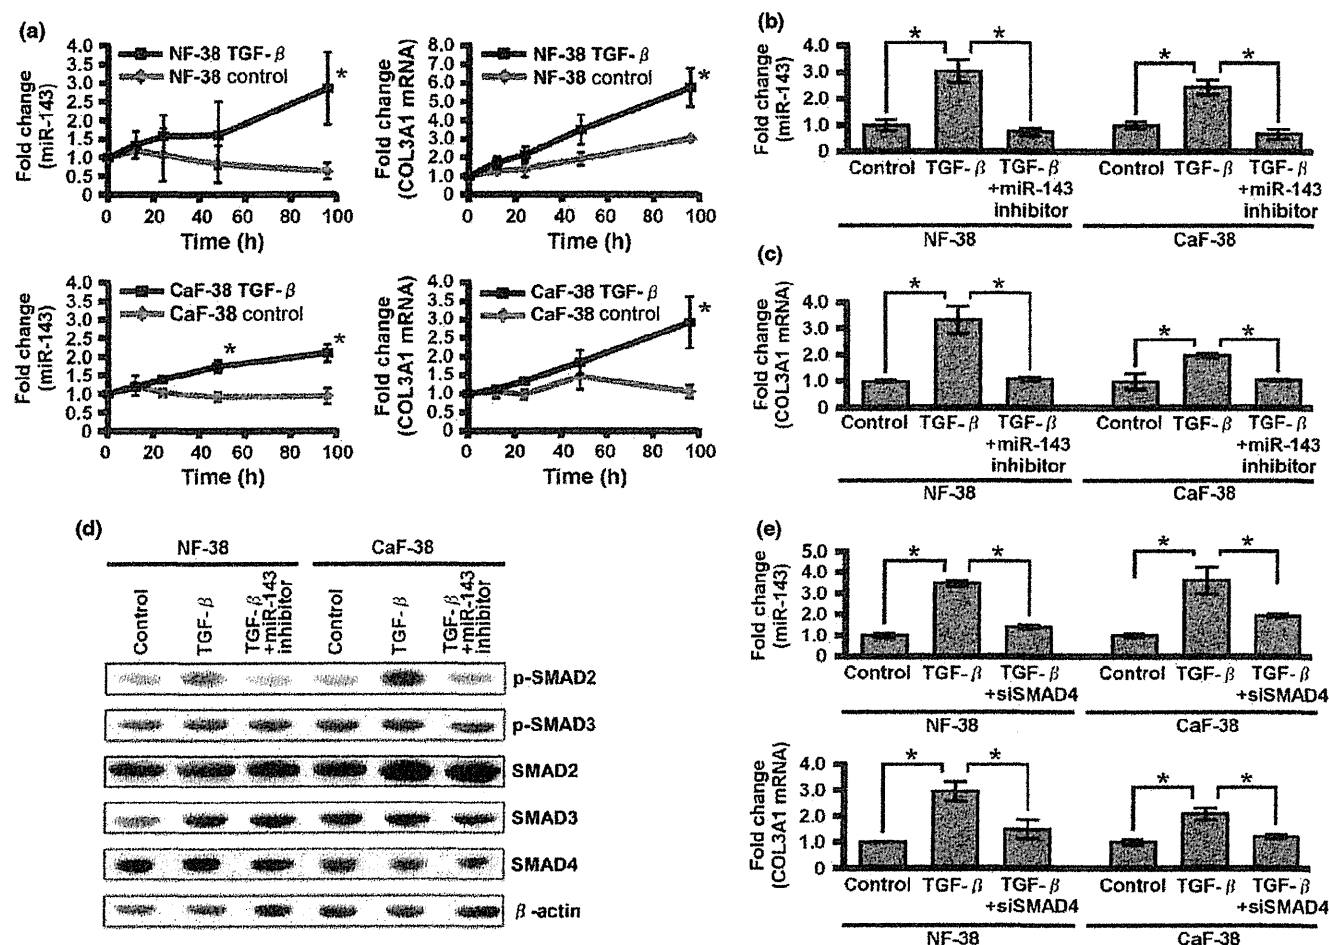 (a)
Fold change
(miR-143)
4.0
3.5
3.0
2.5
2.0
1.5
1.0
0.5
0
NF-38 TGF-β
NF-38 control
*
0 20 40 60 80 100
Time (h)
Fold change
(COL3A1 mRNA)
8.0
7.0
6.0
5.0
4.0
3.0
2.0
1.0
0
NF-38 TGF-β
NF-38 control
*
0 20 40 60 80 100
Time (h)
Fold change
(miR-143)
4.0
3.5
3.0
2.5
2.0
1.5
1.0
0.5
0
CaF-38 TGF-β
CaF-38 control
* *
0 20 40 60 80 100
Time (h)
Fold change
(COL3A1 mRNA)
4.0
3.5
3.0
2.5
2.0
1.5
1.0
0.5
0
CaF-38 TGF-β
CaF-38 control
*
0 20 40 60 80 100
Time (h)
(b)
Fold change
(miR-143)
4.0
3.0
2.0
1.0
0
* * * *
Control TGF-β TGF-β Control TGF-β TGF-β
+miR-143 +miR-143
inhibitor inhibitor
NF-38 CaF-38
(c)
Fold change
(COL3A1 mRNA)
4.0
3.0
2.0
1.0
0
* * * *
Control TGF-β TGF-β Control TGF-β TGF-β
+miR-143 +miR-143
inhibitor inhibitor
NF-38 CaF-38
(d)
NF-38 CaF-38
Control
TGF-β
TGF-β
+miR-143
inhibitor
Control
TGF-β
TGF-β
+miR-143
inhibitor
p-SMAD2
p-SMAD3
SMAD2
SMAD3
SMAD4
β-actin
(e)
Fold change
(miR-143)
5.0
4.0
3.0
2.0
1.0
0
* * * *
Control TGF-β TGF-β Control TGF-β TGF-β
+siSMAD4 +siSMAD4
NF-38 CaF-38
Fold change
(COL3A1 mRNA)
4.0
3.0
2.0
1.0
0
* * * *
Control TGF-β TGF-β Control TGF-β TGF-β
+siSMAD4 +siSMAD4
NF-38 CaF-38